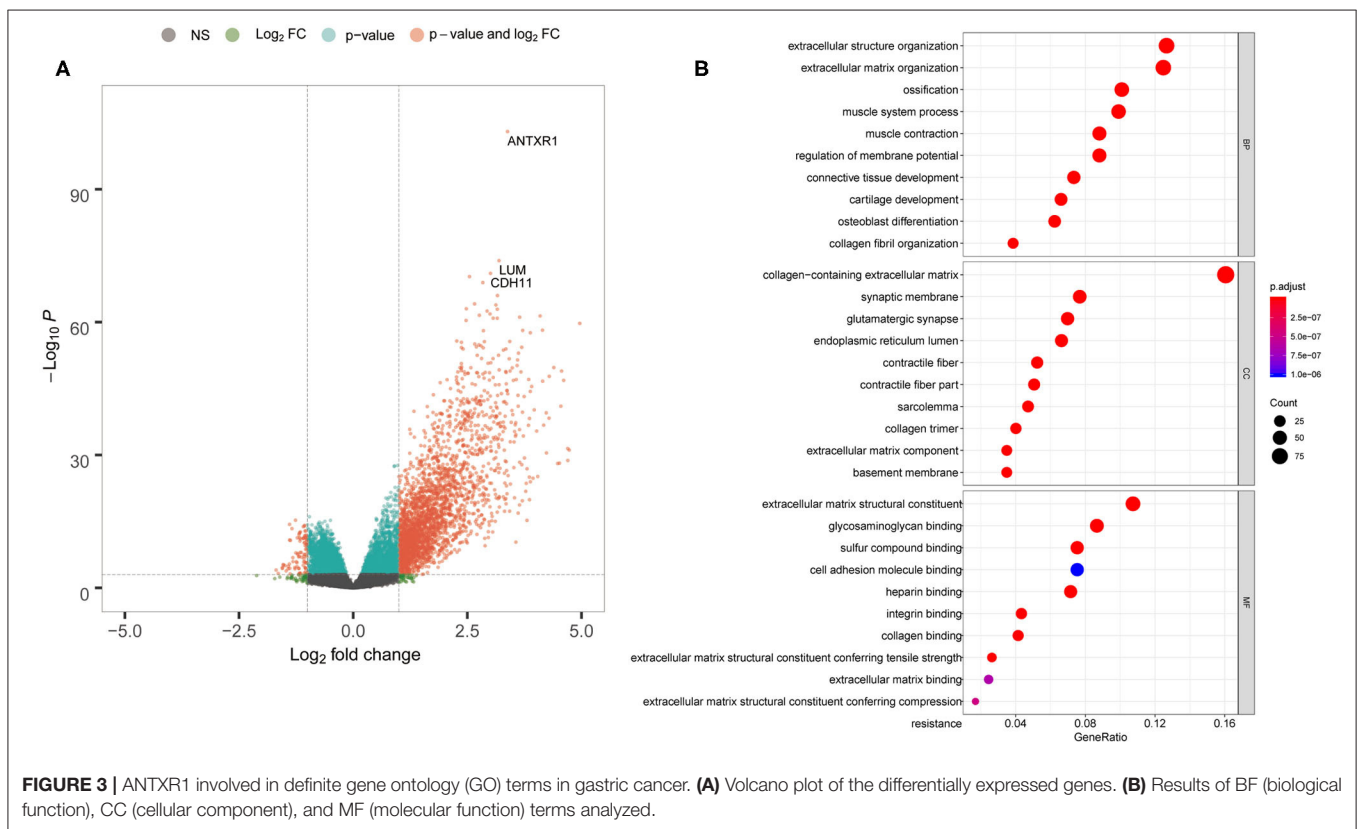 NS Log2 FC p−value p−value and log2 FC
A
ANTXR1
LUM
CDH11
90
60
30
0
−Log10 P
−5.0 −2.5 0.0 2.5 5.0
Log2 fold change
B
extracellular structure organization
extracellular matrix organization
ossification
muscle system process
muscle contraction
regulation of membrane potential
connective tissue development
cartilage development
osteoblast differentiation
collagen fibril organization
BP
collagen−containing extracellular matrix
synaptic membrane
glutamatergic synapse
endoplasmic reticulum lumen
contractile fiber
contractile fiber part
sarcolemma
collagen trimer
extracellular matrix component
basement membrane
CC
extracellular matrix structural constituent
glycosaminoglycan binding
sulfur compound binding
cell adhesion molecule binding
heparin binding
integrin binding
collagen binding
extracellular matrix structural constituent conferring tensile strength
extracellular matrix binding
extracellular matrix structural constituent conferring compression
resistance
MF
0.04 0.08 0.12 0.16
GeneRatio
p.adjust
2.5e−07
5.0e−07
7.5e−07
1.0e−06
Count
25
50
75
FIGURE 3 | ANTXR1 involved in definite gene ontology (GO) terms in gastric cancer. (A) Volcano plot of the differentially expressed genes. (B) Results of BF (biological
function), CC (cellular component), and MF (molecular function) terms analyzed.